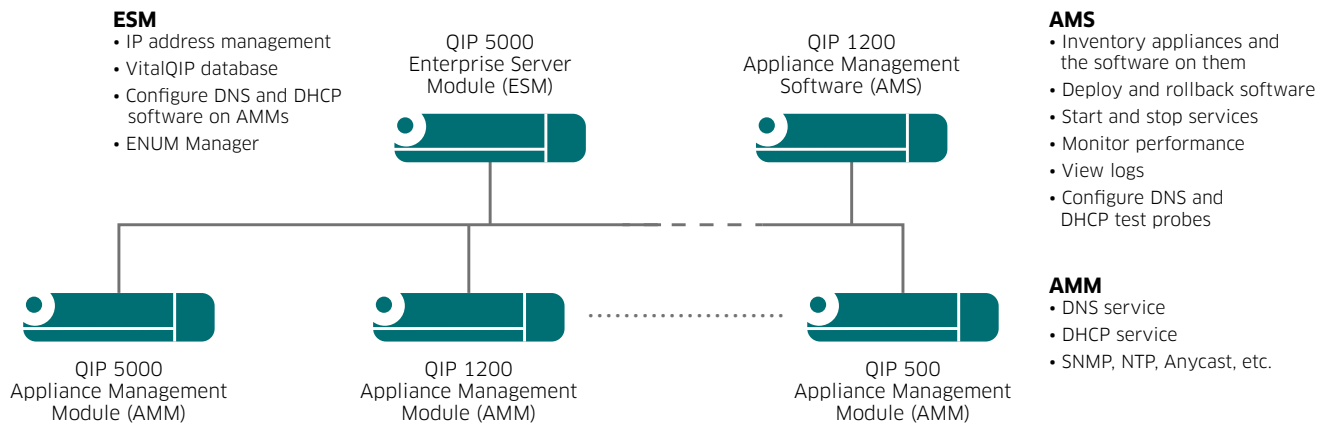 ESM
• IP address management
• VitalQIP database
• Configure DNS and DHCP
software on AMMs
• ENUM Manager
QIP 5000
Enterprise Server
Module (ESM)
QIP 1200
Appliance Management
Software (AMS)
AMS
• Inventory appliances and
the software on them
• Deploy and rollback software
• Start and stop services
• Monitor performance
• View logs
• Configure DNS and
DHCP test probes
AMM
• DNS service
• DHCP service
• SNMP, NTP, Anycast, etc.
QIP 5000
Appliance Management
Module (AMM)
QIP 1200
Appliance Management
Module (AMM)
QIP 500
Appliance Management
Module (AMM)